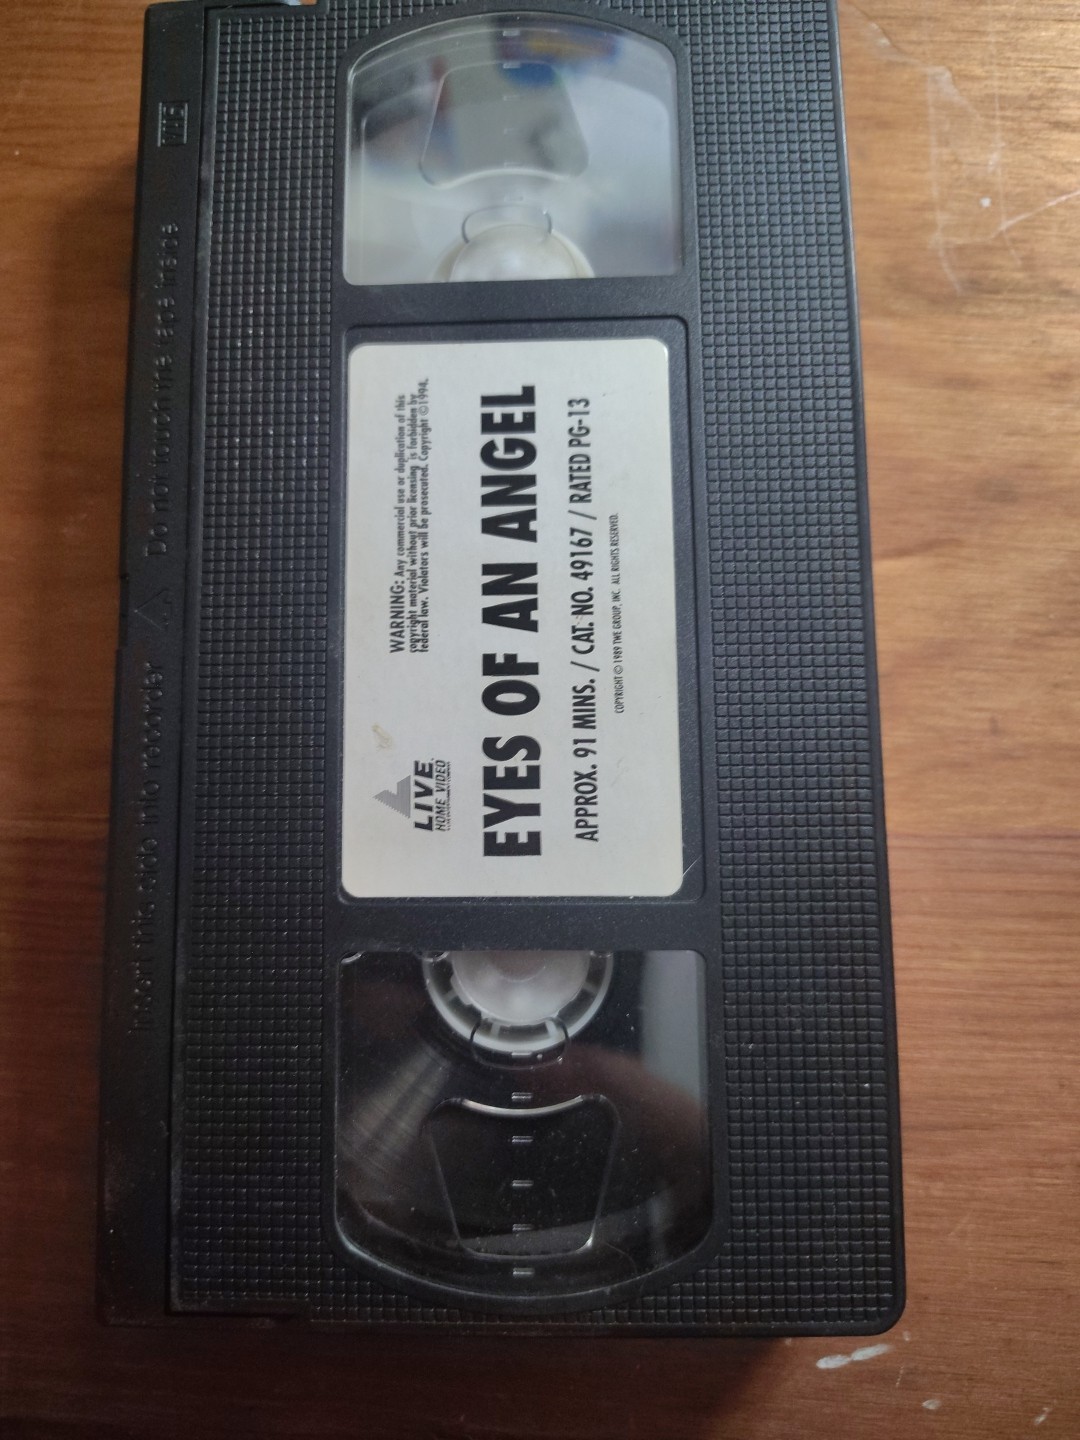 VHS
Insert this side into recorder △ Do not touch the tape inside
LIVE
HOME VIDEO
WARNING: Any commercial use or duplication of this
copyright material without prior licensing is forbidden by
federal law. Violators will be prosecuted. Copyright ©1994.
EYES OF AN ANGEL
APPROX. 91 MINS. / CAT. NO. 49167 / RATED PG-13
COPYRIGHT © 1989 TWE GROUP, INC. ALL RIGHTS RESERVED.